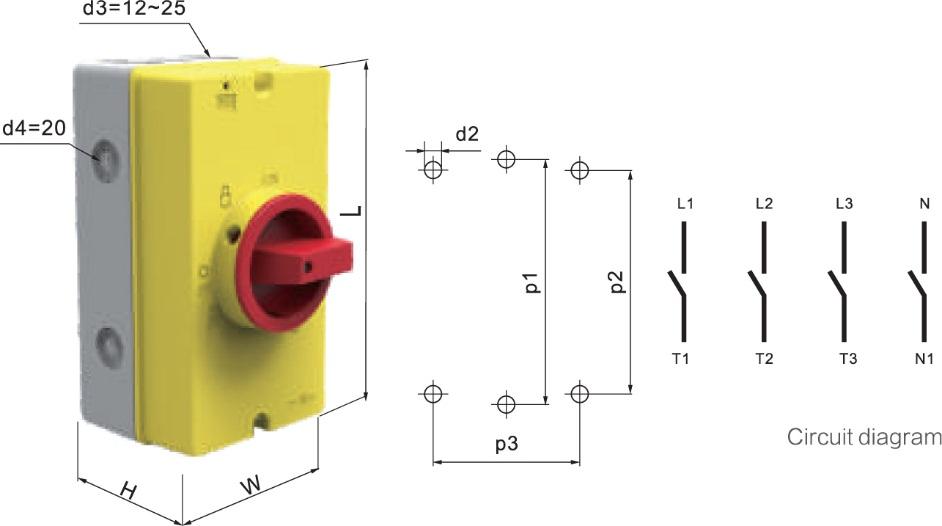 d3=12~25
d4=20
L
H
W
d2
p1
p2
p3
L1
L2
L3
N
T1
T2
T3
N1
Circuit diagram